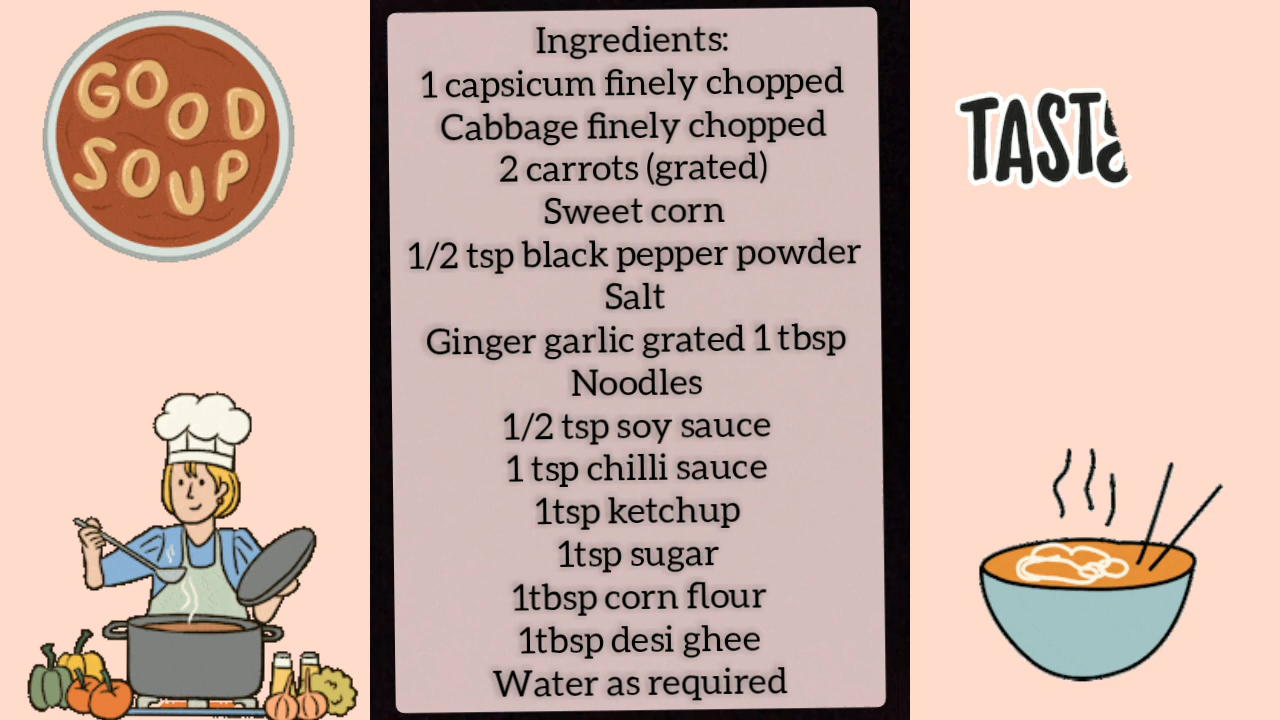 GOOD
SOUP
Ingredients:
1 capsicum finely chopped
Cabbage finely chopped
2 carrots (grated)
Sweet corn
1/2 tsp black pepper powder
Salt
Ginger garlic grated 1 tbsp
Noodles
1/2 tsp soy sauce
1 tsp chilli sauce
1tsp ketchup
1tsp sugar
1tbsp corn flour
1tbsp desi ghee
Water as required